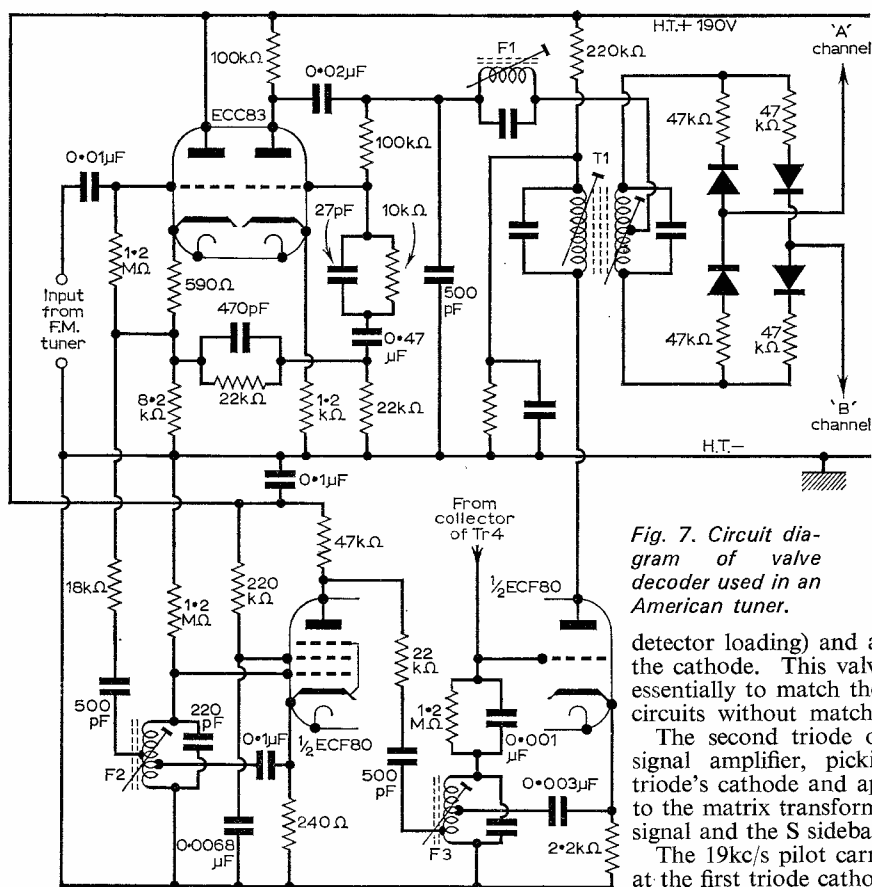 H.T.+ 190V
'A'
channel
100kΩ
0·02μF
F1
220kΩ
ECC83
47kΩ
47
kΩ
0·01μF
100kΩ
T1
27pF
10kΩ
1·2
MΩ
590Ω
Input
from
F.M.
tuner
470pF
500
pF
0·47
μF
47kΩ
47
kΩ
8·2
kΩ
22kΩ
1·2
kΩ
22kΩ
'B'
channel
H.T.–
0·1μF
From
collector
of Tr4
47kΩ
Fig. 7. Circuit dia-
gram of valve
decoder used in an
American tuner.
18kΩ
220
kΩ
½ECF80
1·2
MΩ
22
kΩ
500
pF
220
pF
0·1μF
½ECF80
1·2
MΩ
0·001
μF
500
pF
0·003μF
F2
240Ω
0·0068
μF
F3
2·2kΩ
detector loading) and a
the cathode. This valv
essentially to match the
circuits without match
The second triode o
signal amplifier, picki
triode's cathode and ap
to the matrix transform
signal and the S sideba
The 19kc/s pilot carr
at the first triode catho